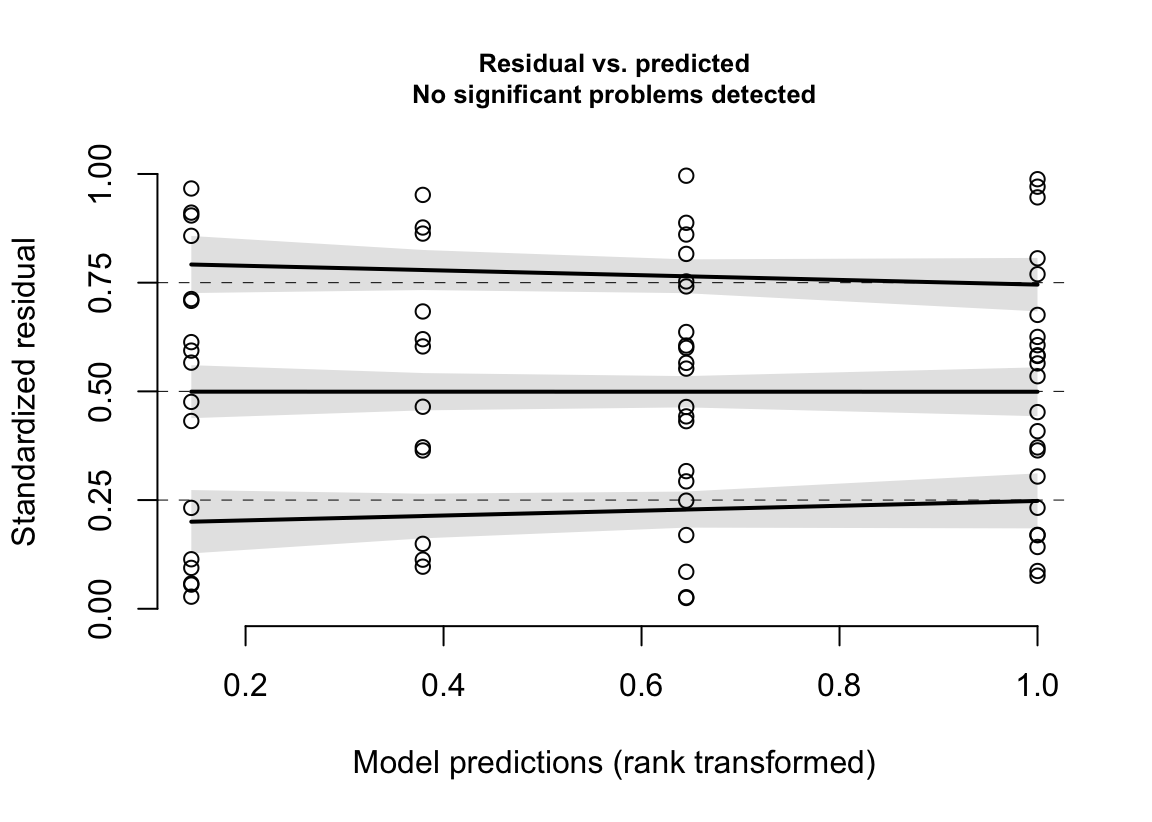 Residual vs. predicted
No significant problems detected
Standardized residual
1.00
0.75
0.50
0.25
0.00
0.2 0.4 0.6 0.8 1.0
Model predictions (rank transformed)